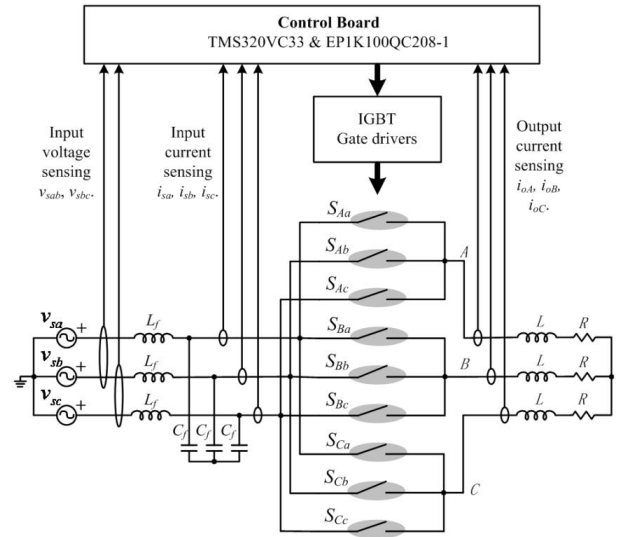 Control Board
TMS320VC33 & EP1K100QC208-1
IGBT
Gate drivers
Input
voltage
sensing
vsab, vsbc.
Input
current
sensing
isa, isb, isc.
Output
current
sensing
ioA, ioB,
ioC.
SAa
SAb
SAc
SBa
SBb
SBc
SCa
SCb
SCc
A
B
C
vsa
+
vsb
+
vsc
+
Lf
Lf
Lf
Cf
Cf
Cf
L
R
L
R
L
R